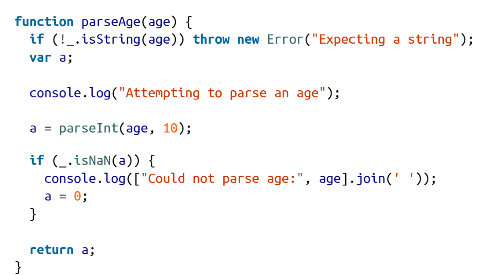 function parseAge(age) {
  if (!_.isString(age)) throw new Error("Expecting a string");
  var a;

  console.log("Attempting to parse an age");

  a = parseInt(age, 10);

  if (_.isNaN(a)) {
    console.log(["Could not parse age:", age].join(' '));
    a = 0;
  }

  return a;
}